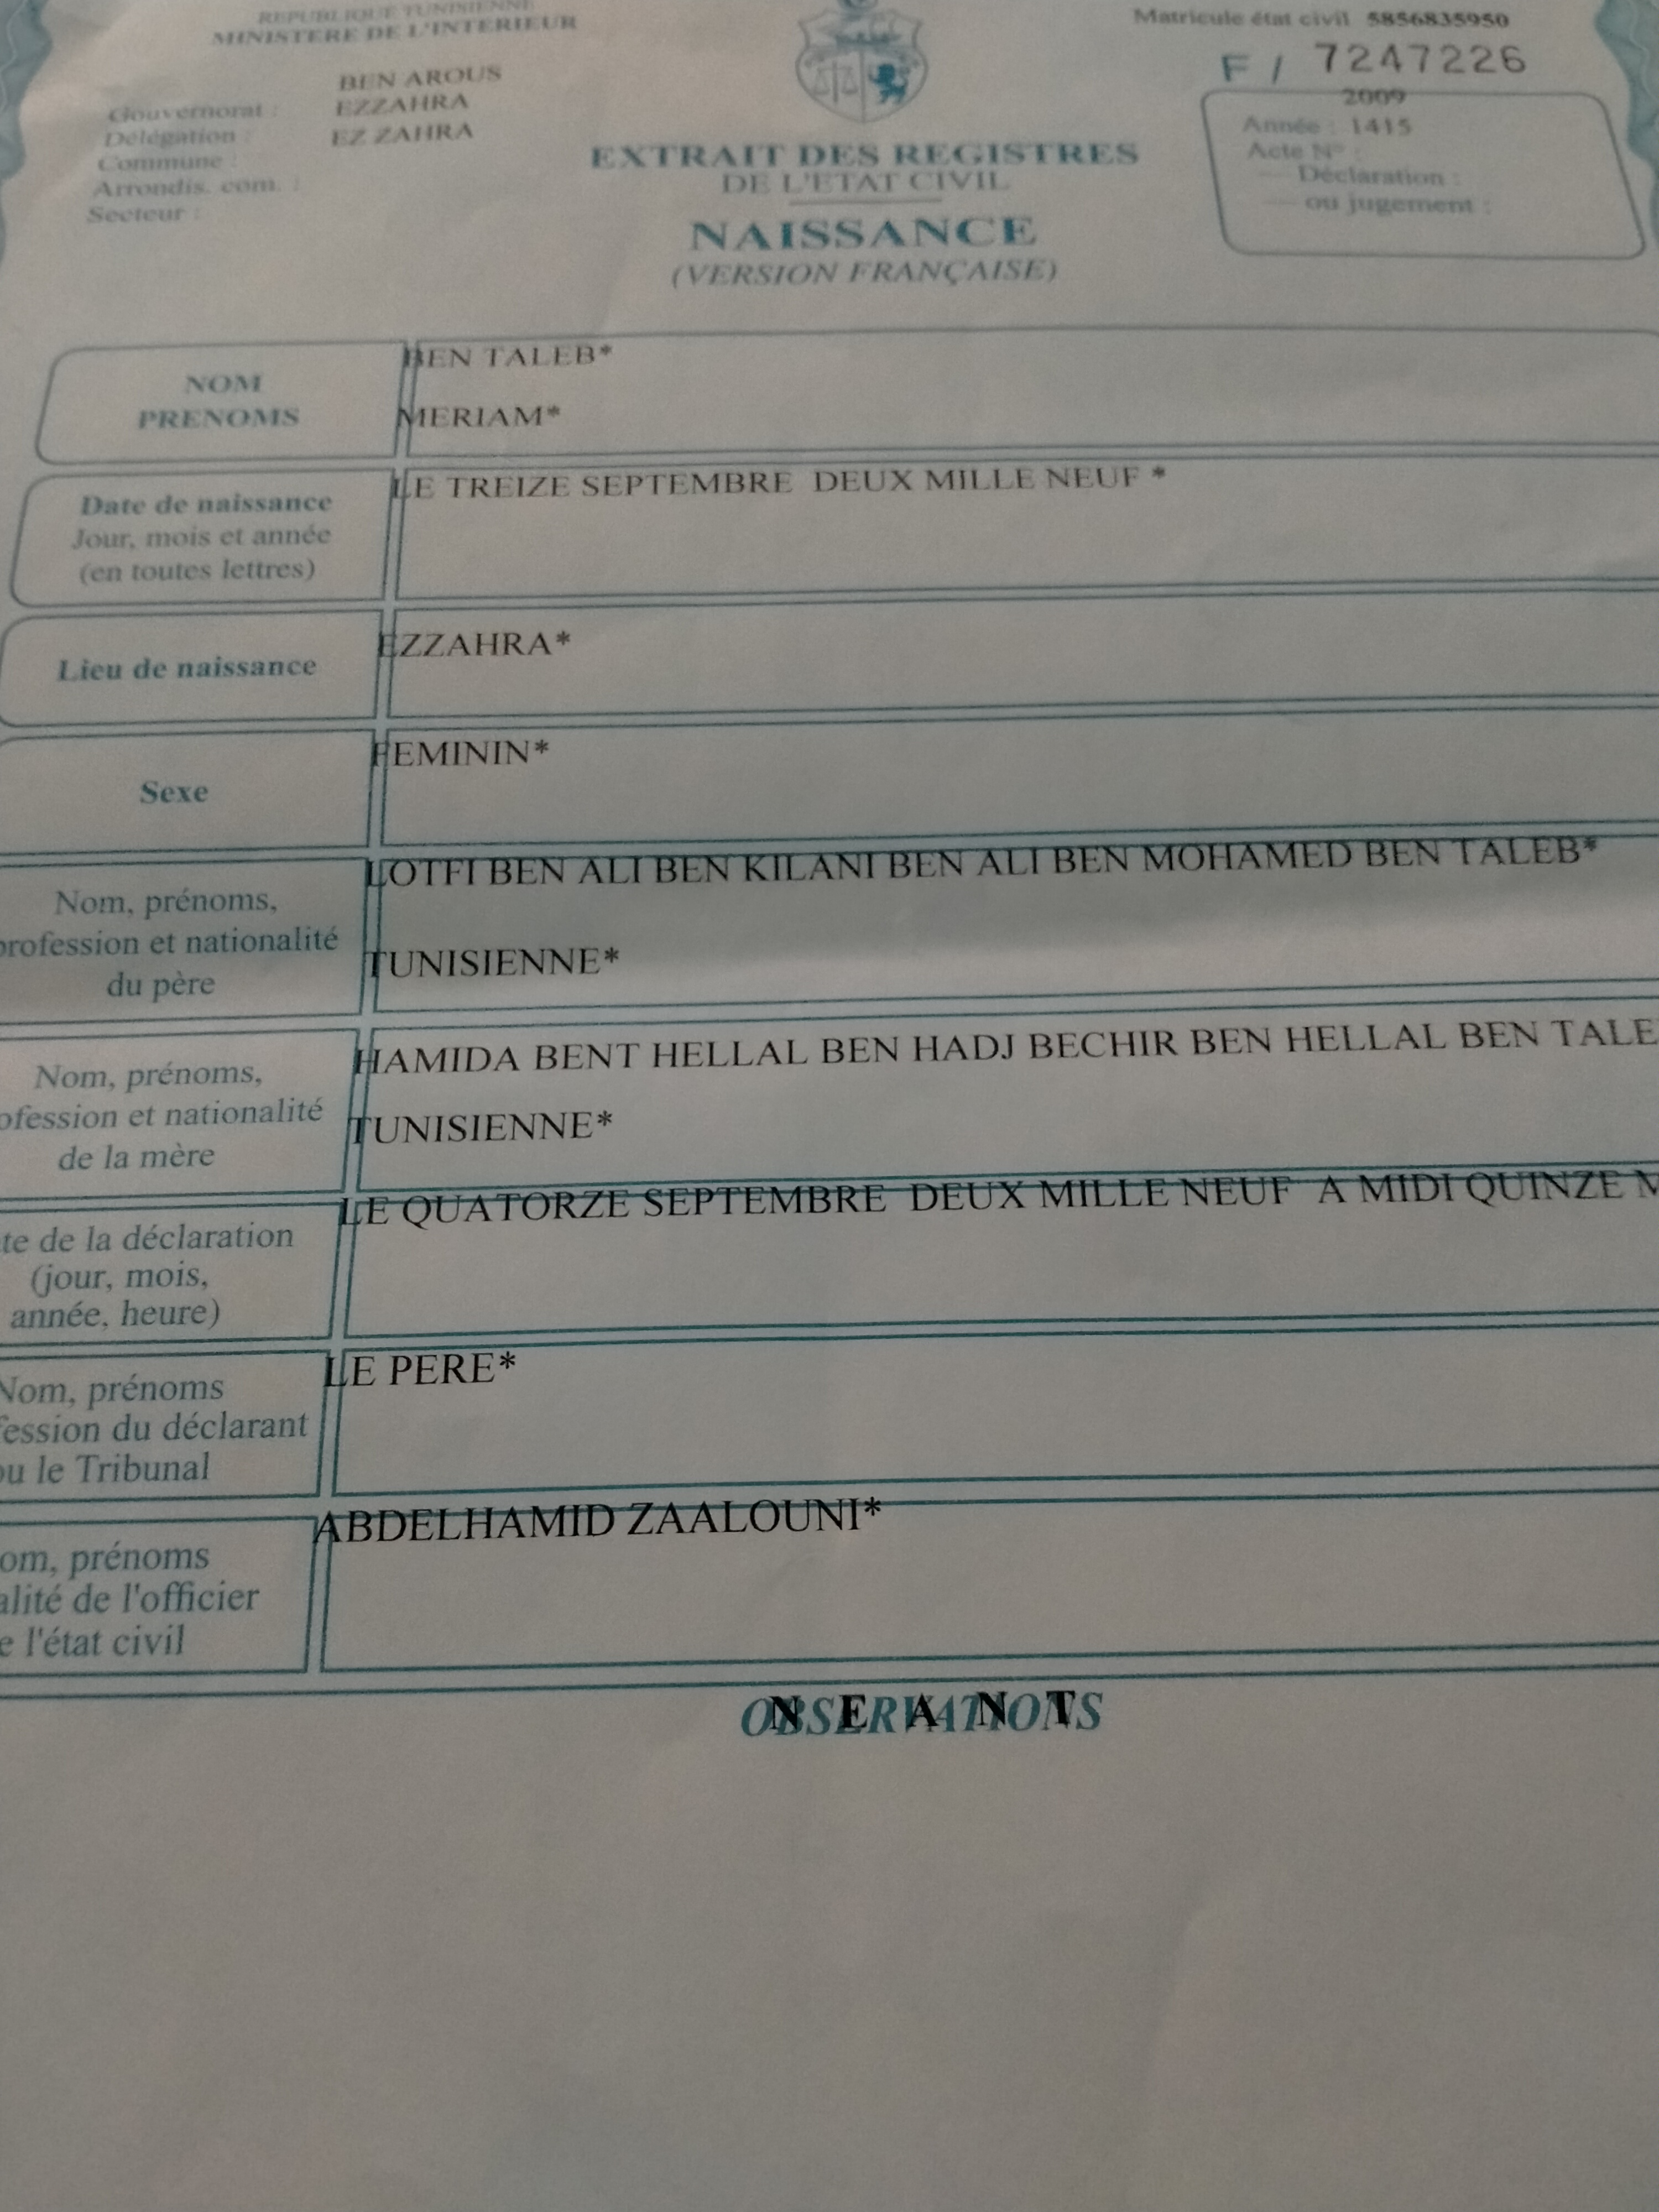 REPUBLIQUE TUNISIENNE
MINISTERE DE L'INTERIEUR
Gouvernorat : BEN AROUS
Délégation : EZZAHRA
Commune : EZ ZAHRA
Arrondis. com. :
Secteur :
Matricule état civil 5856835950
F / 7247226
2009
Année : 1415
Acte N° :
Déclaration :
ou jugement :
EXTRAIT DES REGISTRES
DE L'ETAT CIVIL
NAISSANCE
(VERSION FRANÇAISE)
NOM
PRENOMS
BEN TALEB*
MERIAM*
Date de naissance
Jour, mois et année
(en toutes lettres)
LE TREIZE SEPTEMBRE DEUX MILLE NEUF *
Lieu de naissance
EZZAHRA*
Sexe
FEMININ*
Nom, prénoms,
profession et nationalité
du père
LOTFI BEN ALI BEN KILANI BEN ALI BEN MOHAMED BEN TALEB*
TUNISIENNE*
Nom, prénoms,
ofession et nationalité
de la mère
HAMIDA BENT HELLAL BEN HADJ BECHIR BEN HELLAL BEN TALE
TUNISIENNE*
te de la déclaration
(jour, mois,
année, heure)
LE QUATORZE SEPTEMBRE DEUX MILLE NEUF A MIDI QUINZE M
Nom, prénoms
fession du déclarant
ou le Tribunal
LE PERE*
om, prénoms
alité de l'officier
e l'état civil
ABDELHAMID ZAALOUNI*
OBSERVATIONS
N E A N T